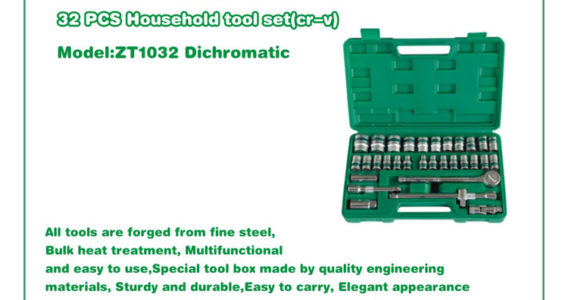 32 PCS Household tool set(cr-v)
Model:ZT1032 Dichromatic
All tools are forged from fine steel,
Bulk heat treatment, Multifunctional
and easy to use,Special tool box made by quality engineering
materials, Sturdy and durable,Easy to carry, Elegant appearance